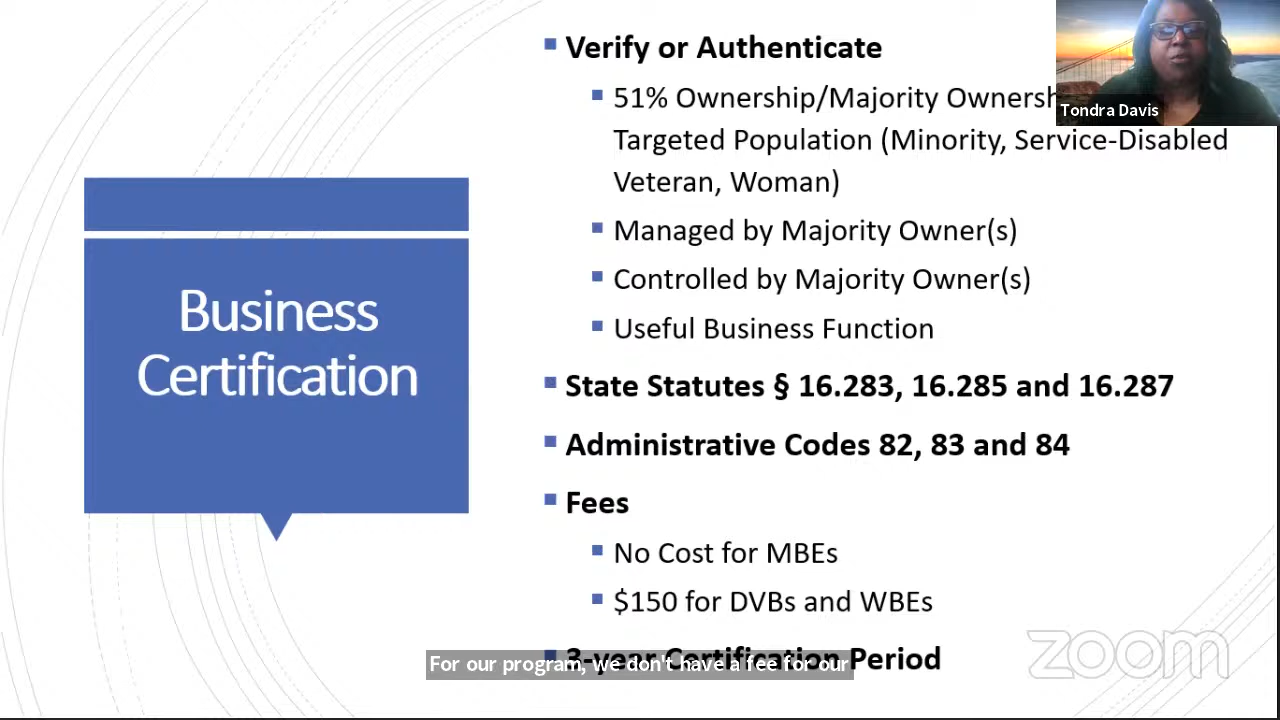 Business
Certification
Verify or Authenticate
51% Ownership/Majority Ownersh
Targeted Population (Minority, Service-Disabled
Veteran, Woman)
Managed by Majority Owner(s)
Controlled by Majority Owner(s)
Useful Business Function
State Statutes § 16.283, 16.285 and 16.287
Administrative Codes 82, 83 and 84
Fees
No Cost for MBEs
$150 for DVBs and WBEs
3-year Certification Period
For our program, we don't have a fee for our
Tondra Davis
zoom